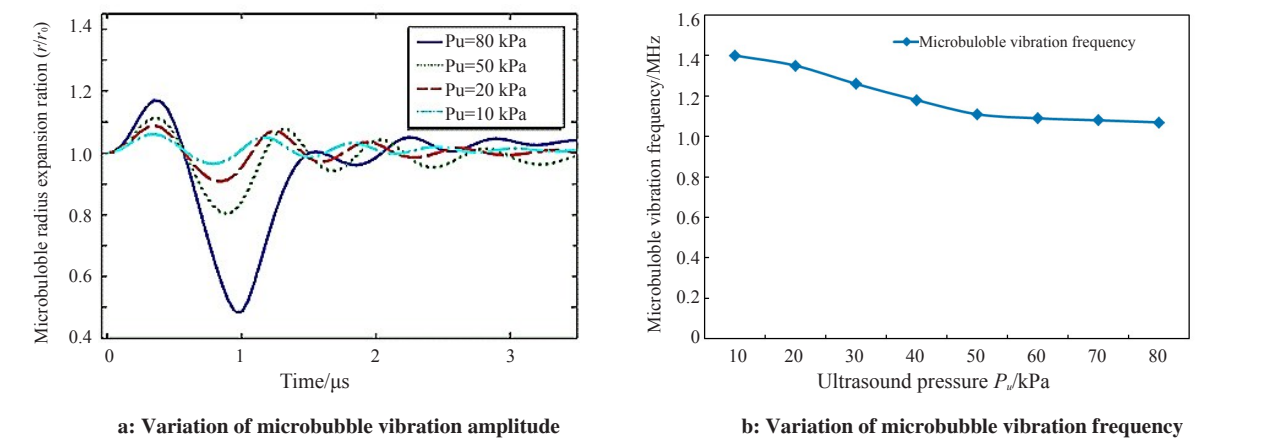 Microbuloble radius expansion ration (r/r₀)
1.4
1.2
1.0
0.8
0.6
0.4
Pu=80 kPa
Pu=50 kPa
Pu=20 kPa
Pu=10 kPa
0 1 2 3
Time/μs
a: Variation of microbubble vibration amplitude
Microbuloble vibration frequency/MHz
1.6
1.4
1.2
1.0
0.8
0.6
0.4
0.2
0
Microbuloble vibration frequency
10 20 30 40 50 60 70 80
Ultrasound pressure Pu/kPa
b: Variation of microbubble vibration frequency